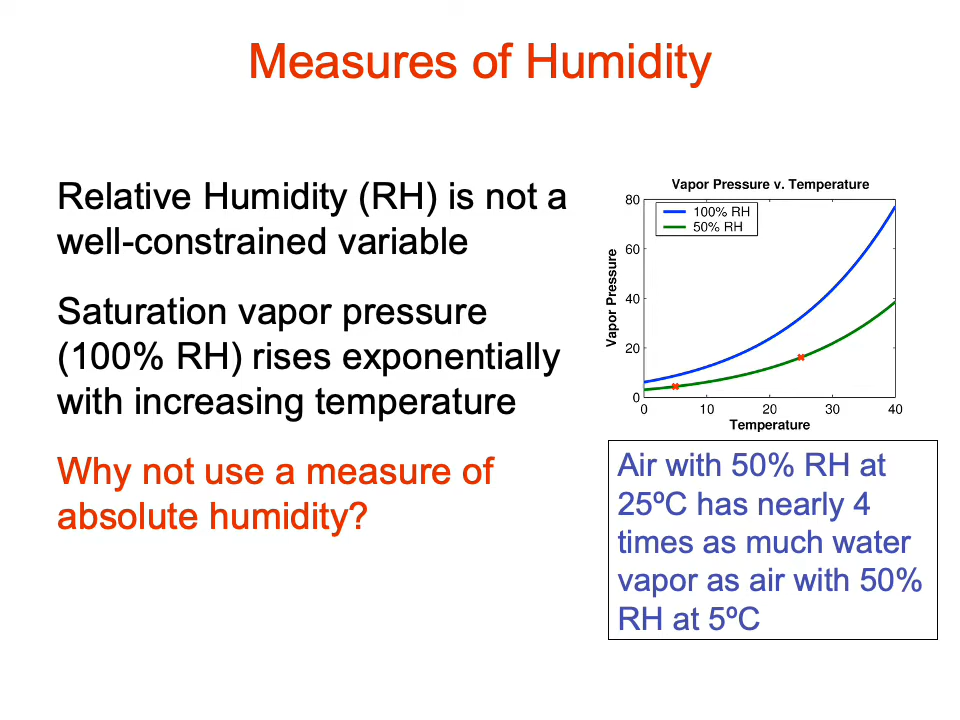 Measures of Humidity
Relative Humidity (RH) is not a
well-constrained variable
Saturation vapor pressure
(100% RH) rises exponentially
with increasing temperature
Why not use a measure of
absolute humidity?
Vapor Pressure v. Temperature
100% RH
50% RH
Vapor Pressure
80
60
40
20
0
0 10 20 30 40
Temperature
Air with 50% RH at
25ºC has nearly 4
times as much water
vapor as air with 50%
RH at 5ºC